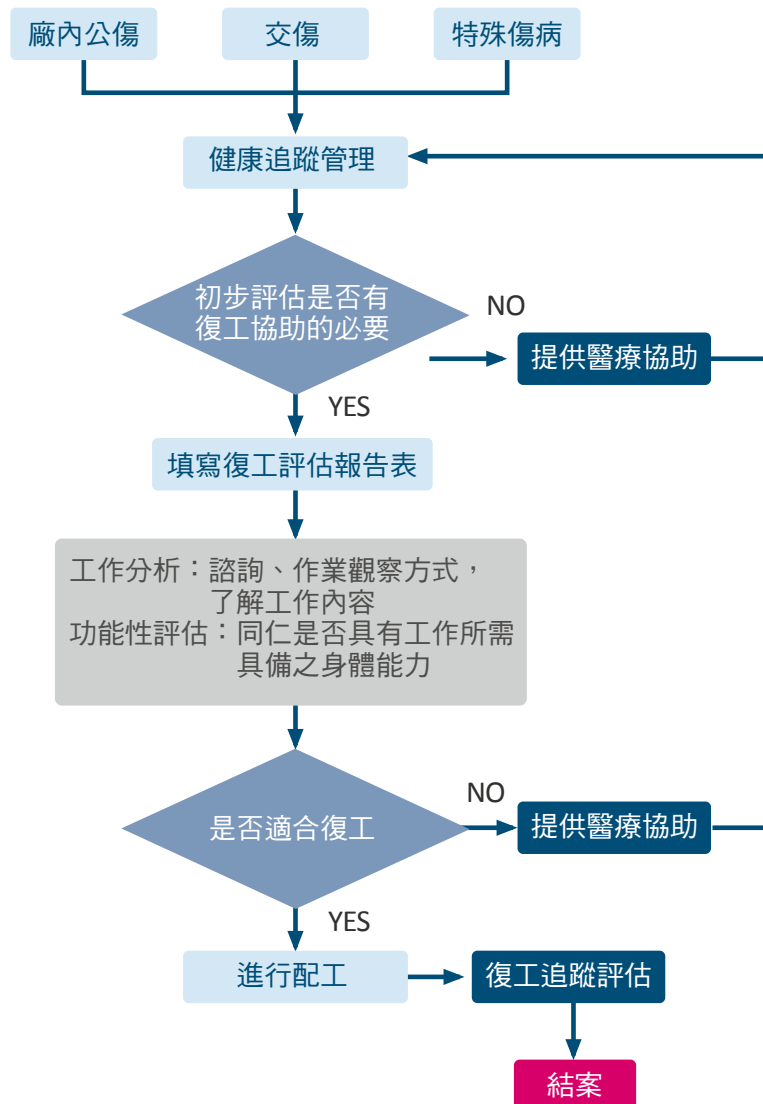 廠內公傷
交傷
特殊傷病
健康追蹤管理
初步評估是否有
復工協助的必要
NO
提供醫療協助
YES
填寫復工評估報告表
工作分析：諮詢、作業觀察方式，
了解工作內容
功能性評估：同仁是否具有工作所需
具備之身體能力
是否適合復工
NO
提供醫療協助
YES
進行配工
復工追蹤評估
結案